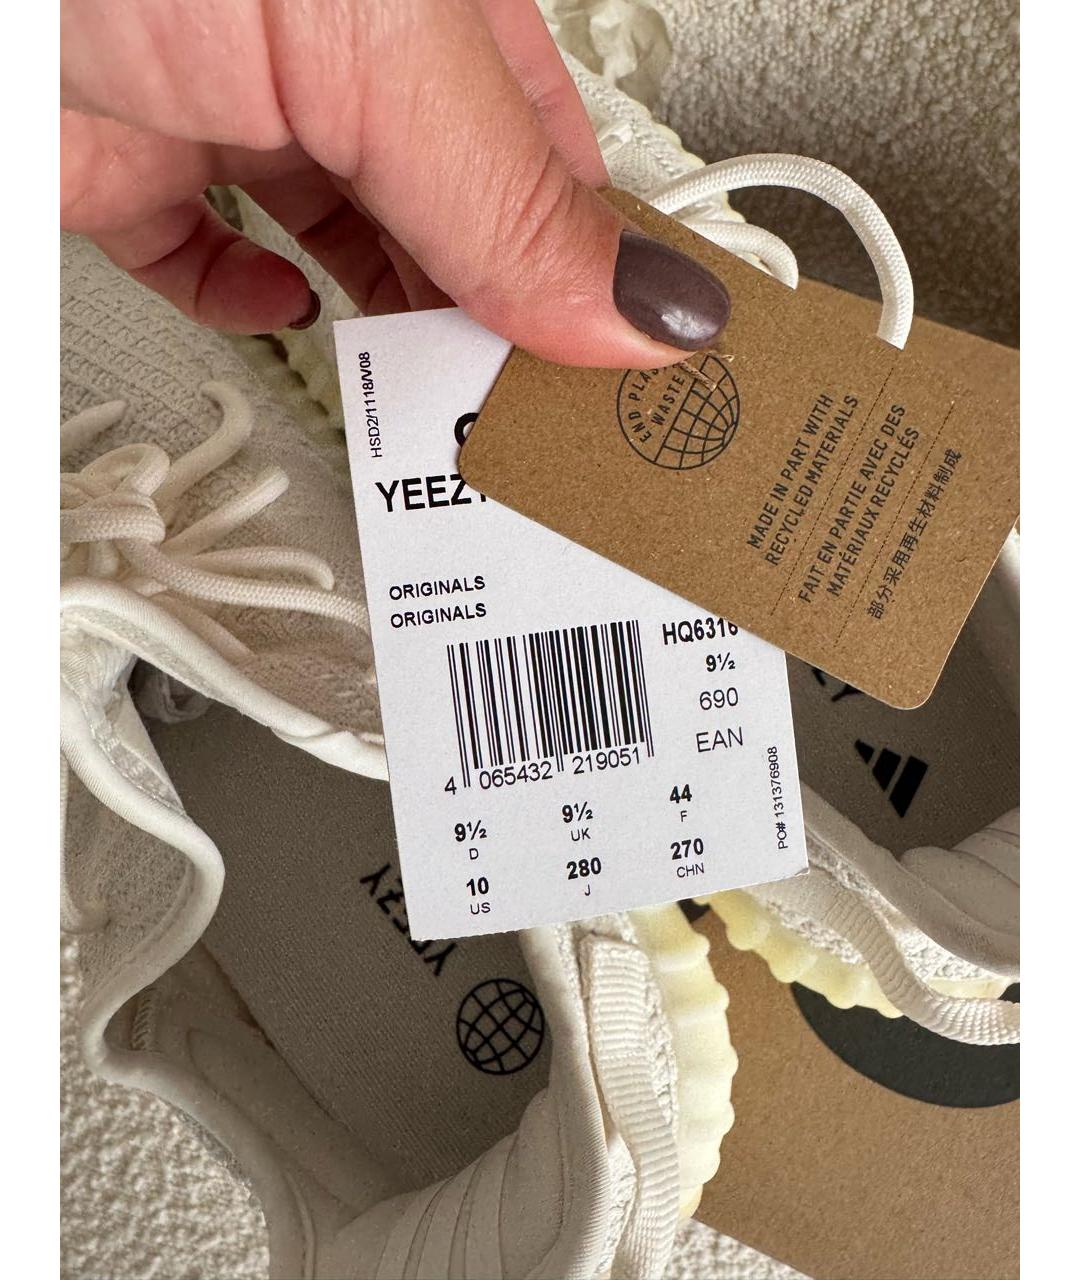 HSD2/1118/V08
YEEZY
ORIGINALS
ORIGINALS
HQ6316
9½
690
EAN
4 065432 219051
9½
D
9½
UK
44
F
10
US
280
J
270
CHN
PO# 131376908
END PLASTIC WASTE
MADE IN PART WITH
RECYCLED MATERIALS
FAIT EN PARTIE AVEC DES
MATÉRIAUX RECYCLÉS
部分采用再生材料制成
YEEZY